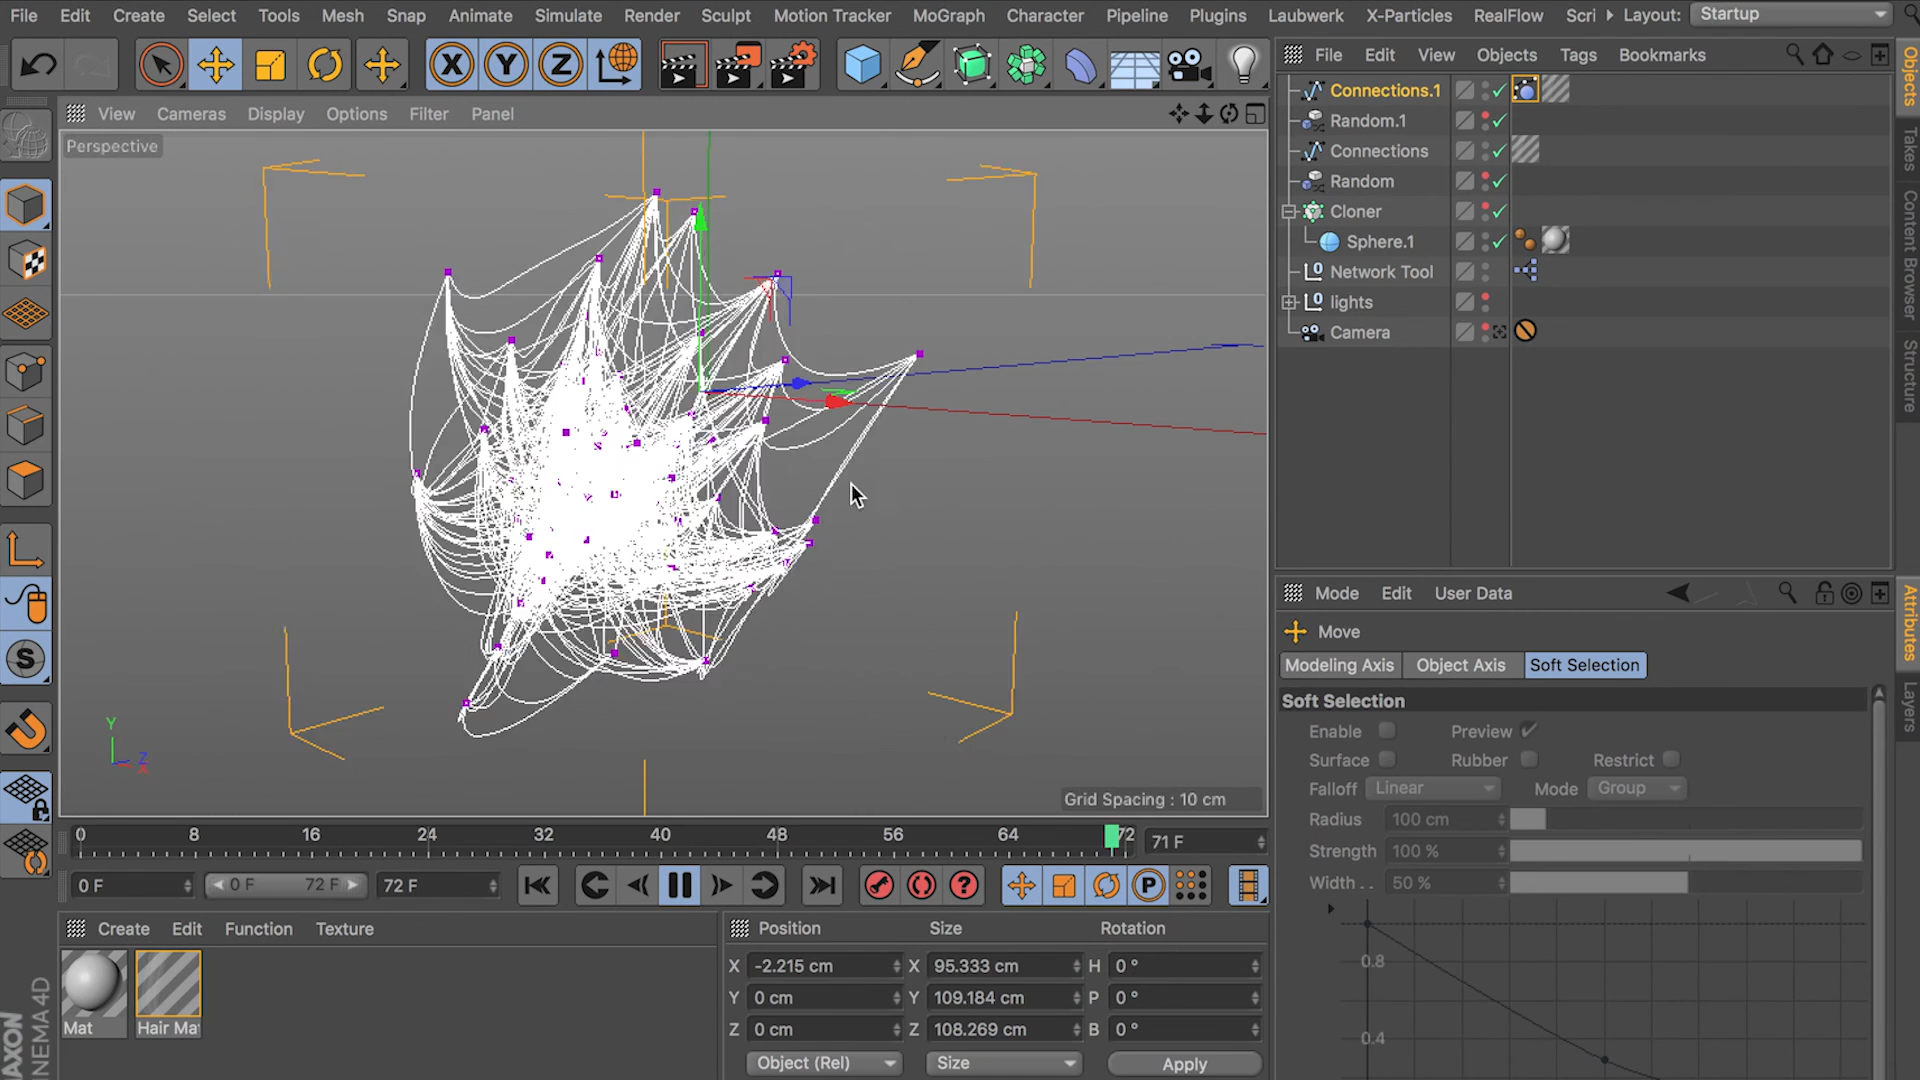 File Edit Create Select Tools Mesh Snap Animate Simulate Render Sculpt Motion Tracker MoGraph Character Pipeline Plugins Laubwerk X-Particles RealFlow Scri Layout: Startup
X Y Z
File Edit View Objects Tags Bookmarks
Connections.1
Random.1
Connections
Random
Cloner
Sphere.1
Network Tool
lights
Camera
Objects
Takes
Content Browser
Structure
View Cameras Display Options Filter Panel
Perspective
Y
Z
Grid Spacing : 10 cm
S
Mode Edit User Data
Move
Modeling Axis Object Axis Soft Selection
Soft Selection
Enable Preview
Surface Rubber Restrict
Falloff Linear Mode Group
Radius 100 cm
Strength 100 %
Width . . 50 %
0.8
0.4
Attributes
Layers
0 8 16 24 32 40 48 56 64 72 71 F
0 F 0 F 72 F 72 F
P
Create Edit Function Texture
Mat Hair Ma
Position Size Rotation
X -2.215 cm X 95.333 cm H 0 °
Y 0 cm Y 109.184 cm P 0 °
Z 0 cm Z 108.269 cm B 0 °
Object (Rel) Size Apply
AXON
INEMA 4D